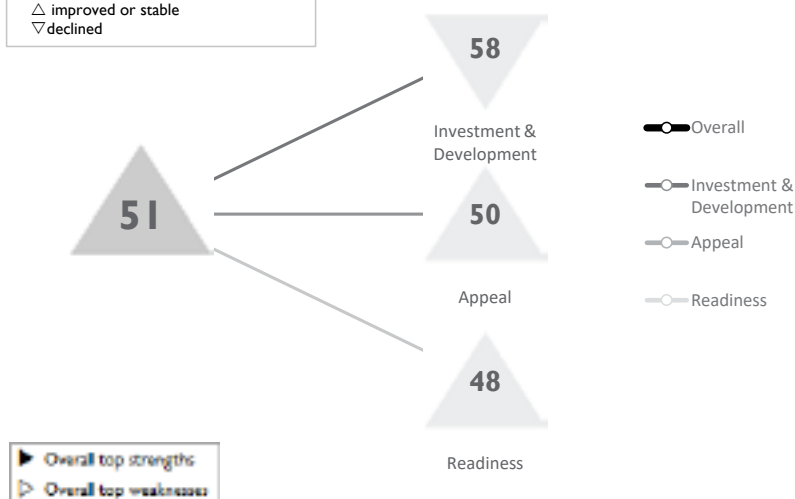 △ improved or stable
▽ declined
58
Investment &
Development
51
50
Appeal
48
Readiness
Overall
Investment &
Development
Appeal
Readiness
▶ Overall top strengths
▷ Overall top weaknesses